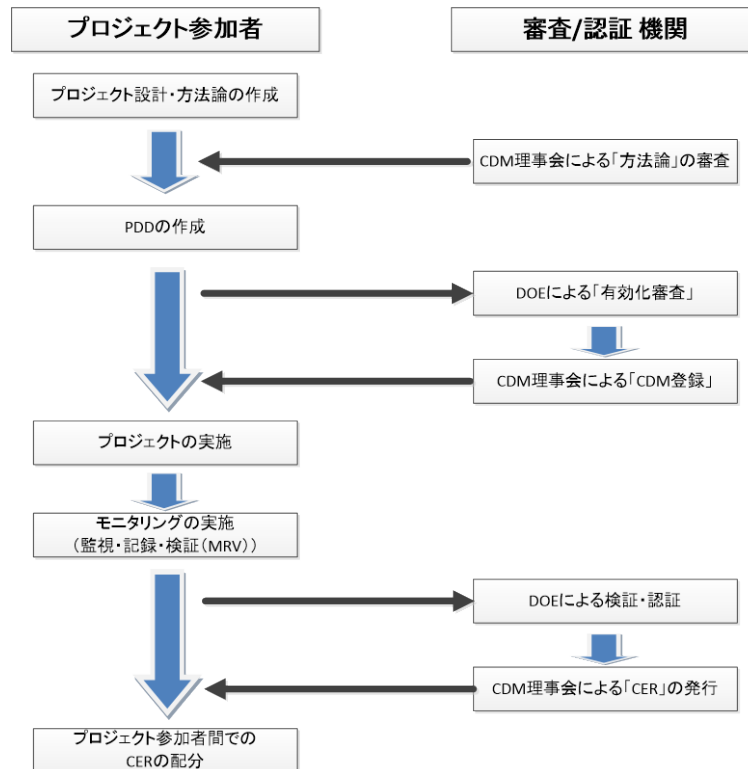 プロジェクト参加者
審査/認証 機関
プロジェクト設計・方法論の作成
CDM理事会による「方法論」の審査
PDDの作成
DOEによる「有効化審査」
CDM理事会による「CDM登録」
プロジェクトの実施
モニタリングの実施
（監視・記録・検証（MRV））
DOEによる検証・認証
CDM理事会による「CER」の発行
プロジェクト参加者間での
CERの配分